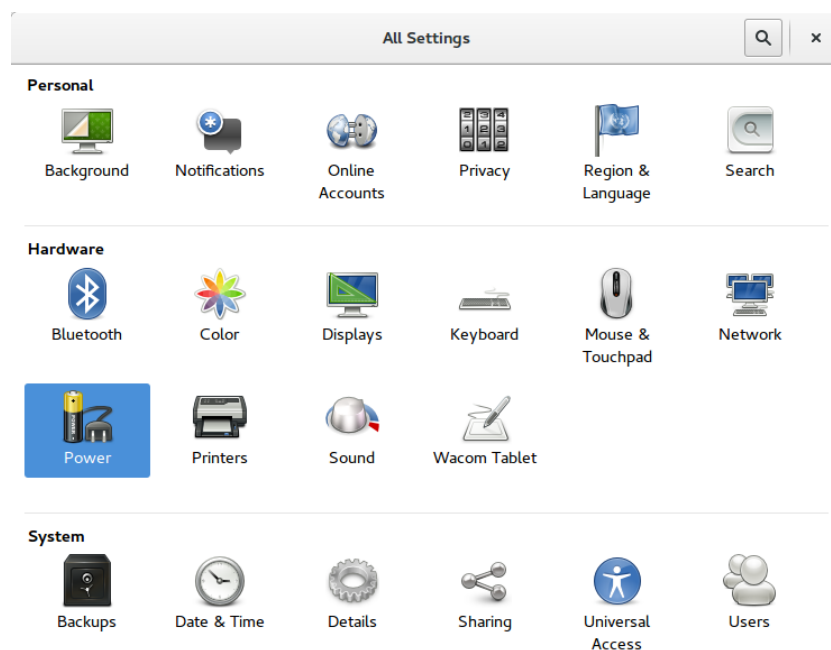 All Settings
Personal
Background
Notifications
Online
Accounts
Privacy
Region &
Language
Search
Hardware
Bluetooth
Color
Displays
Keyboard
Mouse &
Touchpad
Network
Power
Printers
Sound
Wacom Tablet
System
Backups
Date & Time
Details
Sharing
Universal
Access
Users